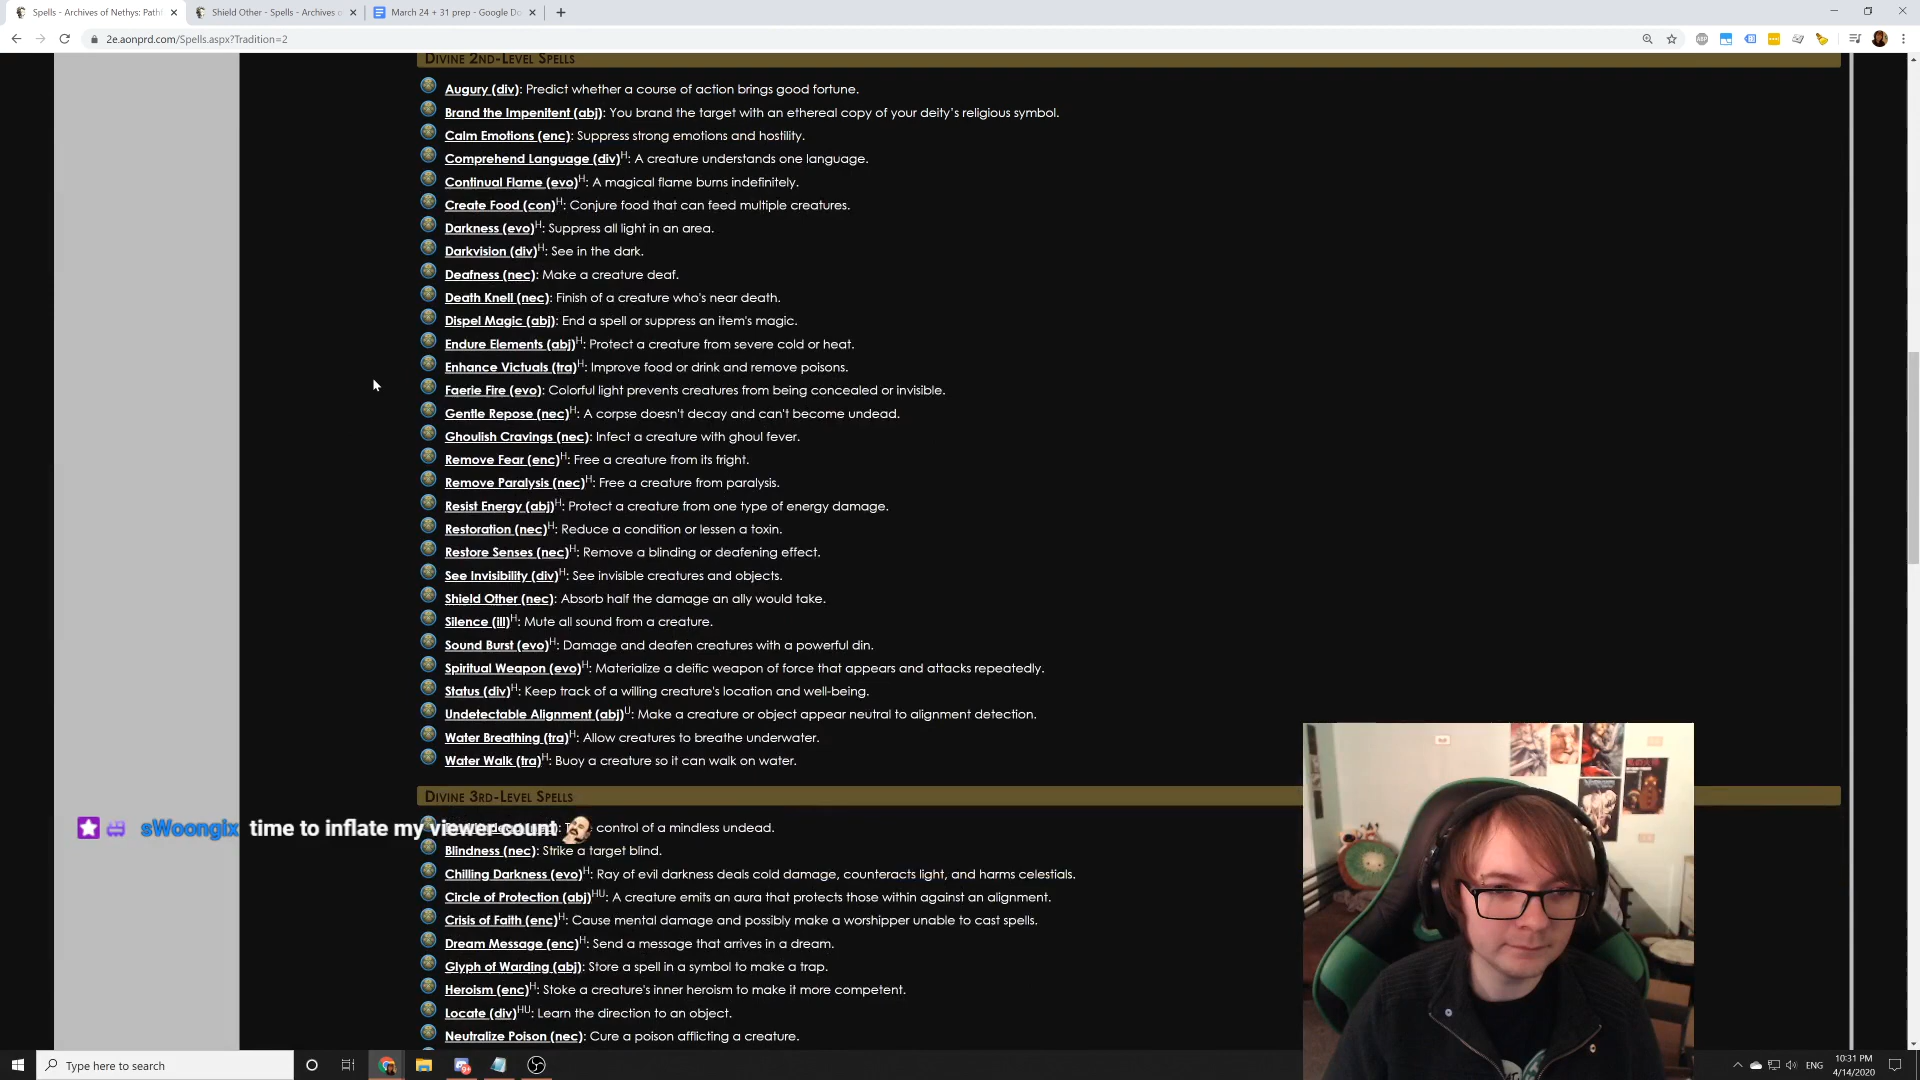 Spells - Archives of Nethys: Path
Shield Other - Spells - Archives o
March 24 + 31 prep - Google Do
2e.aonprd.com/Spells.aspx?Tradition=2
ABP
Divine 2nd-Level Spells
Augury (div): Predict whether a course of action brings good fortune.
Brand the Impenitent (abj): You brand the target with an ethereal copy of your deity's religious symbol.
Calm Emotions (enc): Suppress strong emotions and hostility.
Comprehend Language (div)H: A creature understands one language.
Continual Flame (evo)H: A magical flame burns indefinitely.
Create Food (con)H: Conjure food that can feed multiple creatures.
Darkness (evo)H: Suppress all light in an area.
Darkvision (div)H: See in the dark.
Deafness (nec): Make a creature deaf.
Death Knell (nec): Finish of a creature who's near death.
Dispel Magic (abj): End a spell or suppress an item's magic.
Endure Elements (abj)H: Protect a creature from severe cold or heat.
Enhance Victuals (tra)H: Improve food or drink and remove poisons.
Faerie Fire (evo): Colorful light prevents creatures from being concealed or invisible.
Gentle Repose (nec)H: A corpse doesn't decay and can't become undead.
Ghoulish Cravings (nec): Infect a creature with ghoul fever.
Remove Fear (enc)H: Free a creature from its fright.
Remove Paralysis (nec)H: Free a creature from paralysis.
Resist Energy (abj)H: Protect a creature from one type of energy damage.
Restoration (nec)H: Reduce a condition or lessen a toxin.
Restore Senses (nec)H: Remove a blinding or deafening effect.
See Invisibility (div)H: See invisible creatures and objects.
Shield Other (nec): Absorb half the damage an ally would take.
Silence (ill)H: Mute all sound from a creature.
Sound Burst (evo)H: Damage and deafen creatures with a powerful din.
Spiritual Weapon (evo)H: Materialize a deific weapon of force that appears and attacks repeatedly.
Status (div)H: Keep track of a willing creature's location and well-being.
Undetectable Alignment (abj)U: Make a creature or object appear neutral to alignment detection.
Water Breathing (tra)H: Allow creatures to breathe underwater.
Water Walk (tra)H: Buoy a creature so it can walk on water.
Divine 3rd-Level Spells
sWoongix time to inflate my viewer count
control of a mindless undead.
Blindness (nec): Strike a target blind.
Chilling Darkness (evo)H: Ray of evil darkness deals cold damage, counteracts light, and harms celestials.
Circle of Protection (abj)HU: A creature emits an aura that protects those within against an alignment.
Crisis of Faith (enc)H: Cause mental damage and possibly make a worshipper unable to cast spells.
Dream Message (enc)H: Send a message that arrives in a dream.
Glyph of Warding (abj): Store a spell in a symbol to make a trap.
Heroism (enc)H: Stoke a creature's inner heroism to make it more competent.
Locate (div)HU: Learn the direction to an object.
Neutralize Poison (nec): Cure a poison afflicting a creature.
Type here to search
ENG
10:31 PM
4/14/2020